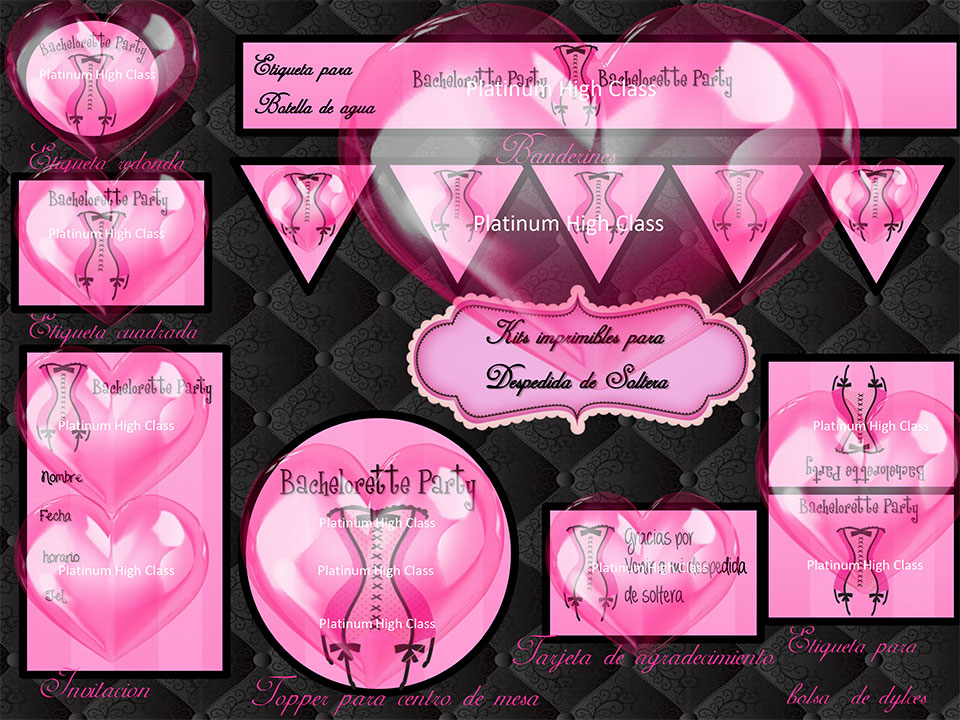 Bachelorette Party
Platinum High Class
Etiqueta redonda
Etiqueta para
Botella de agua
Bachelorette Party
Bachelorette Party
Platinum High Class
Banderines
Platinum High Class
Bachelorette Party
Platinum High Class
Etiqueta cuadrada
Kits imprimibles para
Despedida de Soltera
Bachelorette Party
Platinum High Class
Nombre
Fecha
horario
Platinum High Class
Tel
Invitacion
Bachelorette Party
Platinum High Class
Platinum High Class
Platinum High Class
Topper para centro de mesa
Gracias por
venir a mi despedida
Platinum High Class
de soltera
Tarjeta de agradecimiento
Platinum High Class
Bachelorette Party
Bachelorette Party
Platinum High Class
Etiqueta para
bolsa de dylces